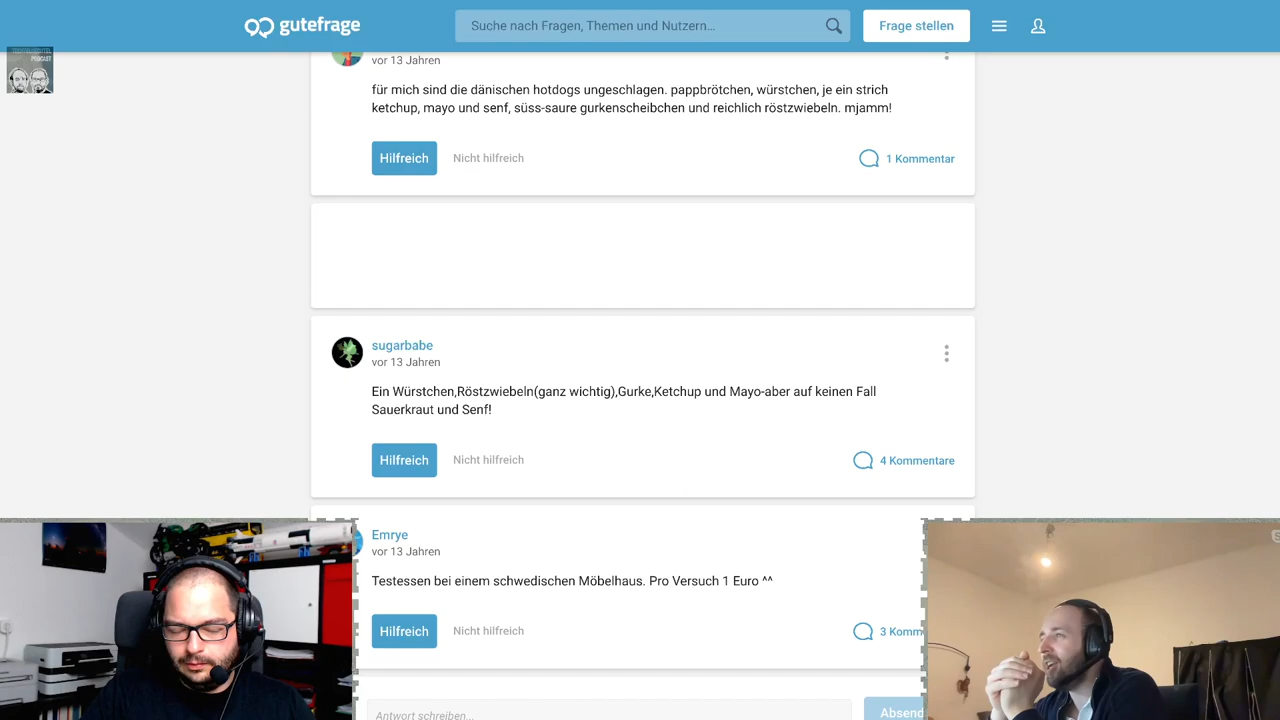 gutefrage
Suche nach Fragen, Themen und Nutzern...
Frage stellen
PODCAST
vor 13 Jahren
für mich sind die dänischen hotdogs ungeschlagen. pappbrötchen, würstchen, je ein strich
ketchup, mayo und senf, süss-saure gurkenscheibchen und reichlich röstzwiebeln. mjamm!
Hilfreich
Nicht hilfreich
1 Kommentar
sugarbabe
vor 13 Jahren
Ein Würstchen,Röstzwiebeln(ganz wichtig),Gurke,Ketchup und Mayo-aber auf keinen Fall
Sauerkraut und Senf!
Hilfreich
Nicht hilfreich
4 Kommentare
Emrye
vor 13 Jahren
Testessen bei einem schwedischen Möbelhaus. Pro Versuch 1 Euro ^^
Hilfreich
Nicht hilfreich
3 Komm
Antwort schreiben...
Absend